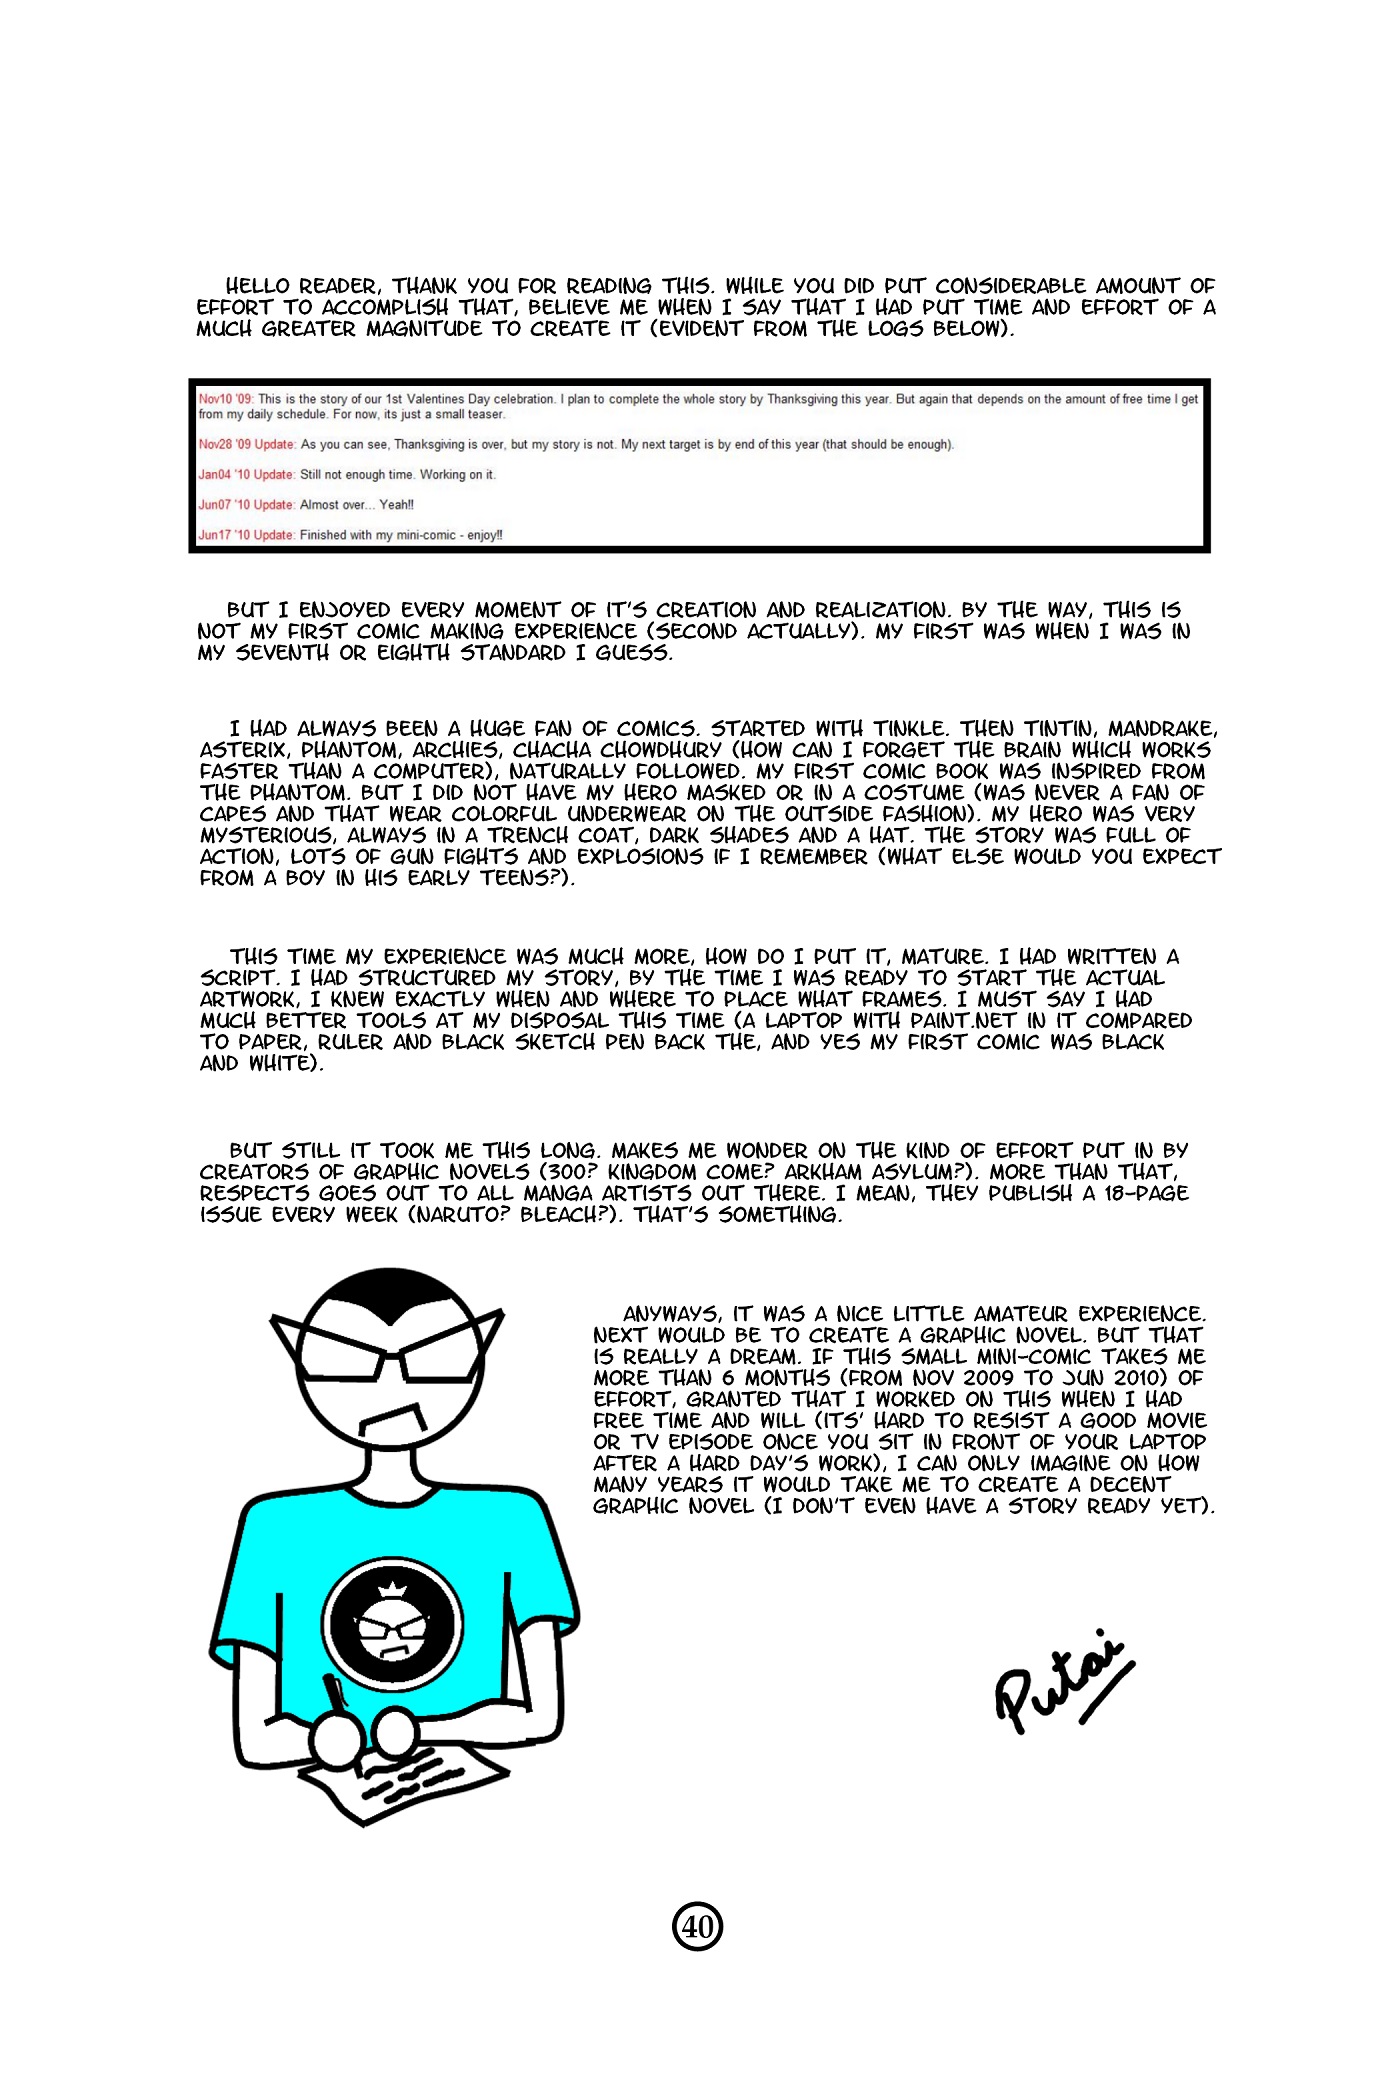 HELLO READER, THANK YOU FOR READING THIS. WHILE YOU DID PUT CONSIDERABLE AMOUNT OF
EFFORT TO ACCOMPLISH THAT, BELIEVE ME WHEN I SAY THAT I HAD PUT TIME AND EFFORT OF A
MUCH GREATER MAGNITUDE TO CREATE IT (EVIDENT FROM THE LOGS BELOW).
Nov10 '09: This is the story of our 1st Valentines Day celebration. I plan to complete the whole story by Thanksgiving this year. But again that depends on the amount of free time I get
from my daily schedule. For now, its just a small teaser.
Nov28 '09 Update: As you can see, Thanksgiving is over, but my story is not. My next target is by end of this year (that should be enough).
Jan04 '10 Update: Still not enough time. Working on it.
Jun07 '10 Update: Almost over... Yeah!!
Jun17 '10 Update: Finished with my mini-comic - enjoy!!
BUT I ENJOYED EVERY MOMENT OF IT'S CREATION AND REALIZATION. BY THE WAY, THIS IS
NOT MY FIRST COMIC MAKING EXPERIENCE (SECOND ACTUALLY). MY FIRST WAS WHEN I WAS IN
MY SEVENTH OR EIGHTH STANDARD I GUESS.
I HAD ALWAYS BEEN A HUGE FAN OF COMICS. STARTED WITH TINKLE. THEN TINTIN, MANDRAKE,
ASTERIX, PHANTOM, ARCHIES, CHACHA CHOWDHURY (HOW CAN I FORGET THE BRAIN WHICH WORKS
FASTER THAN A COMPUTER), NATURALLY FOLLOWED. MY FIRST COMIC BOOK WAS INSPIRED FROM
THE PHANTOM. BUT I DID NOT HAVE MY HERO MASKED OR IN A COSTUME (WAS NEVER A FAN OF
CAPES AND THAT WEAR COLORFUL UNDERWEAR ON THE OUTSIDE FASHION). MY HERO WAS VERY
MYSTERIOUS, ALWAYS IN A TRENCH COAT, DARK SHADES AND A HAT. THE STORY WAS FULL OF
ACTION, LOTS OF GUN FIGHTS AND EXPLOSIONS IF I REMEMBER (WHAT ELSE WOULD YOU EXPECT
FROM A BOY IN HIS EARLY TEENS?).
THIS TIME MY EXPERIENCE WAS MUCH MORE, HOW DO I PUT IT, MATURE. I HAD WRITTEN A
SCRIPT. I HAD STRUCTURED MY STORY, BY THE TIME I WAS READY TO START THE ACTUAL
ARTWORK, I KNEW EXACTLY WHEN AND WHERE TO PLACE WHAT FRAMES. I MUST SAY I HAD
MUCH BETTER TOOLS AT MY DISPOSAL THIS TIME (A LAPTOP WITH PAINT.NET IN IT COMPARED
TO PAPER, RULER AND BLACK SKETCH PEN BACK THE, AND YES MY FIRST COMIC WAS BLACK
AND WHITE).
BUT STILL IT TOOK ME THIS LONG. MAKES ME WONDER ON THE KIND OF EFFORT PUT IN BY
CREATORS OF GRAPHIC NOVELS (300? KINGDOM COME? ARKHAM ASYLUM?). MORE THAN THAT,
RESPECTS GOES OUT TO ALL MANGA ARTISTS OUT THERE. I MEAN, THEY PUBLISH A 18-PAGE
ISSUE EVERY WEEK (NARUTO? BLEACH?). THAT'S SOMETHING.
ANYWAYS, IT WAS A NICE LITTLE AMATEUR EXPERIENCE.
NEXT WOULD BE TO CREATE A GRAPHIC NOVEL. BUT THAT
IS REALLY A DREAM. IF THIS SMALL MINI-COMIC TAKES ME
MORE THAN 6 MONTHS (FROM NOV 2009 TO JUN 2010) OF
EFFORT, GRANTED THAT I WORKED ON THIS WHEN I HAD
FREE TIME AND WILL (ITS' HARD TO RESIST A GOOD MOVIE
OR TV EPISODE ONCE YOU SIT IN FRONT OF YOUR LAPTOP
AFTER A HARD DAY'S WORK), I CAN ONLY IMAGINE ON HOW
MANY YEARS IT WOULD TAKE ME TO CREATE A DECENT
GRAPHIC NOVEL (I DON'T EVEN HAVE A STORY READY YET).
Putai
40